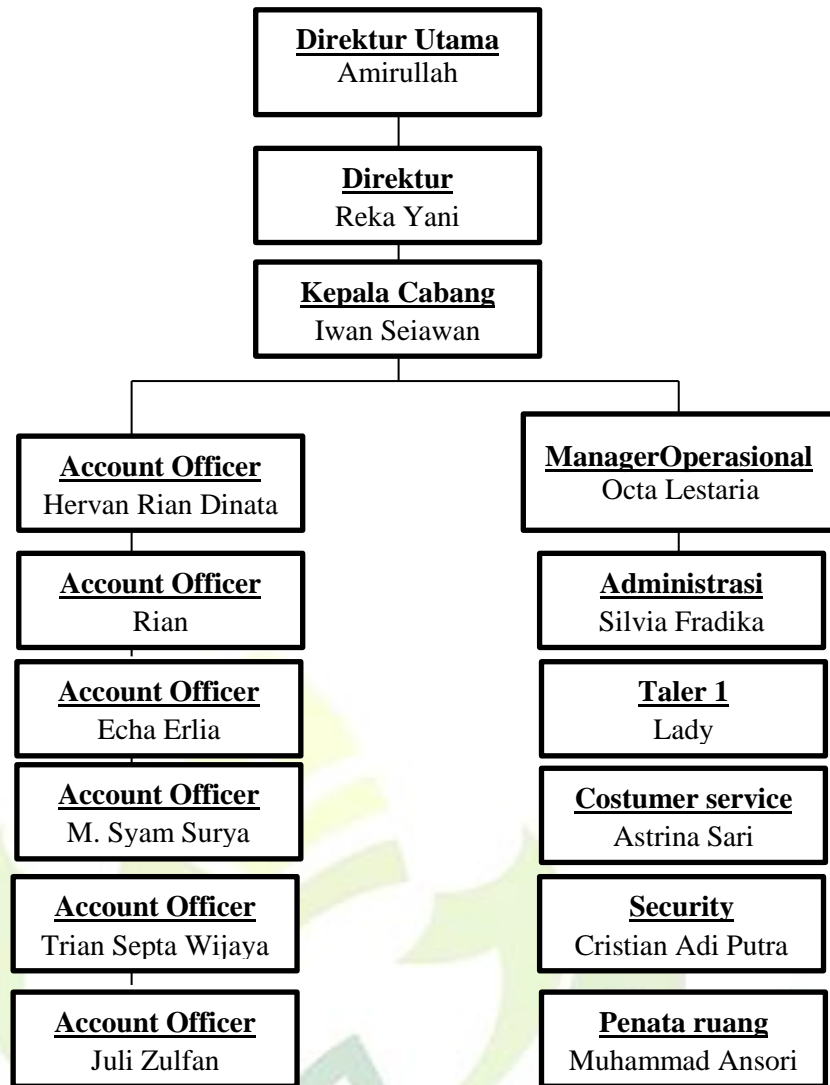 Direktur Utama
Amirullah
Direktur
Reka Yani
Kepala Cabang
Iwan Seiawan
Account Officer
Hervan Rian Dinata
Account Officer
Rian
Account Officer
Echa Erlia
Account Officer
M. Syam Surya
Account Officer
Trian Septa Wijaya
Account Officer
Juli Zulfan
ManagerOperasional
Octa Lestaria
Administrasi
Silvia Fradika
Taler 1
Lady
Costumer service
Astrina Sari
Security
Cristian Adi Putra
Penata ruang
Muhammad Ansori